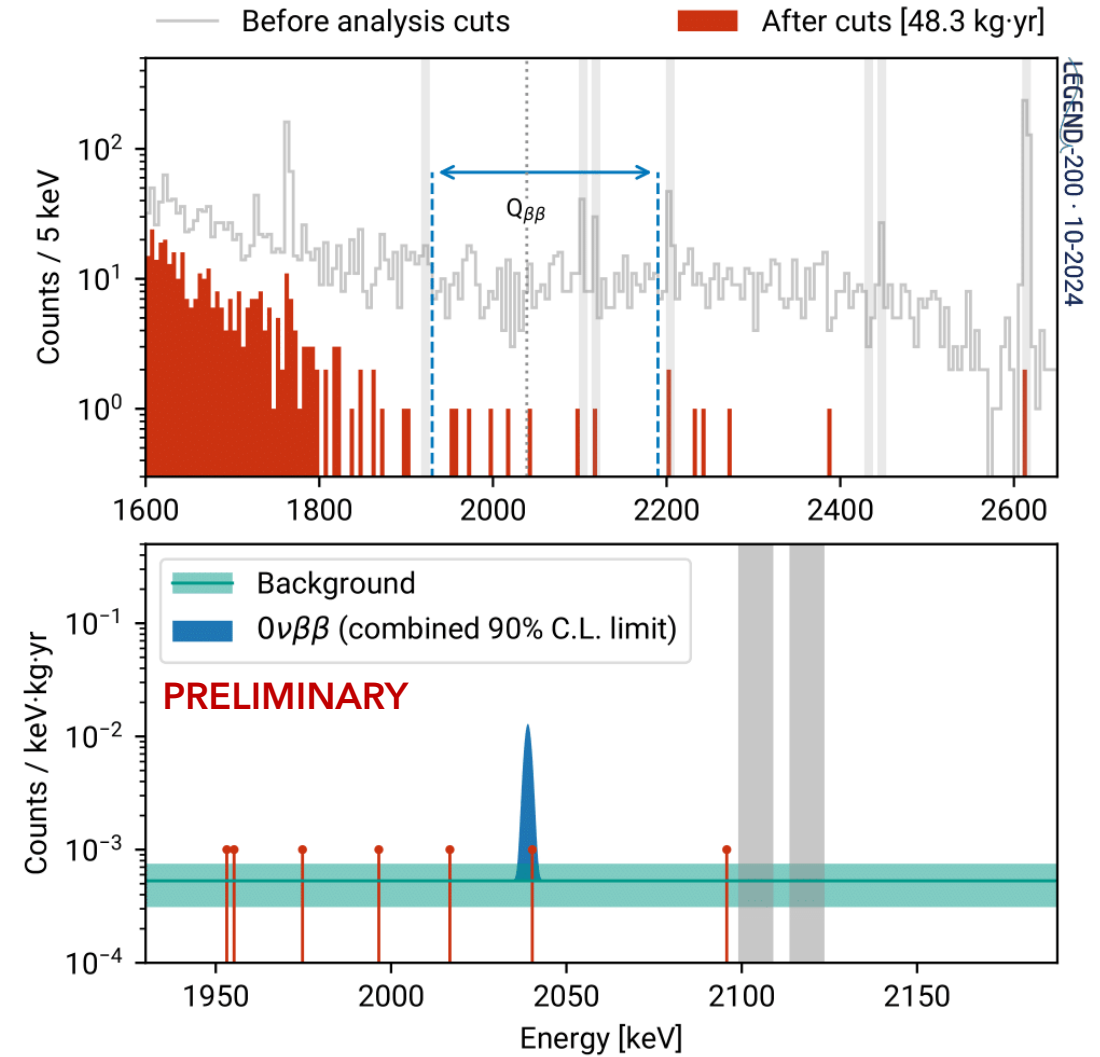 Before analysis cuts
After cuts [48.3 kg·yr]
LEGEND-200 · 10-2024
Counts / 5 keV
10²
10¹
10⁰
Qββ
1600 1800 2000 2200 2400 2600
Background
0νββ (combined 90% C.L. limit)
PRELIMINARY
Counts / keV·kg·yr
10⁻¹
10⁻²
10⁻³
10⁻⁴
1950 2000 2050 2100 2150
Energy [keV]